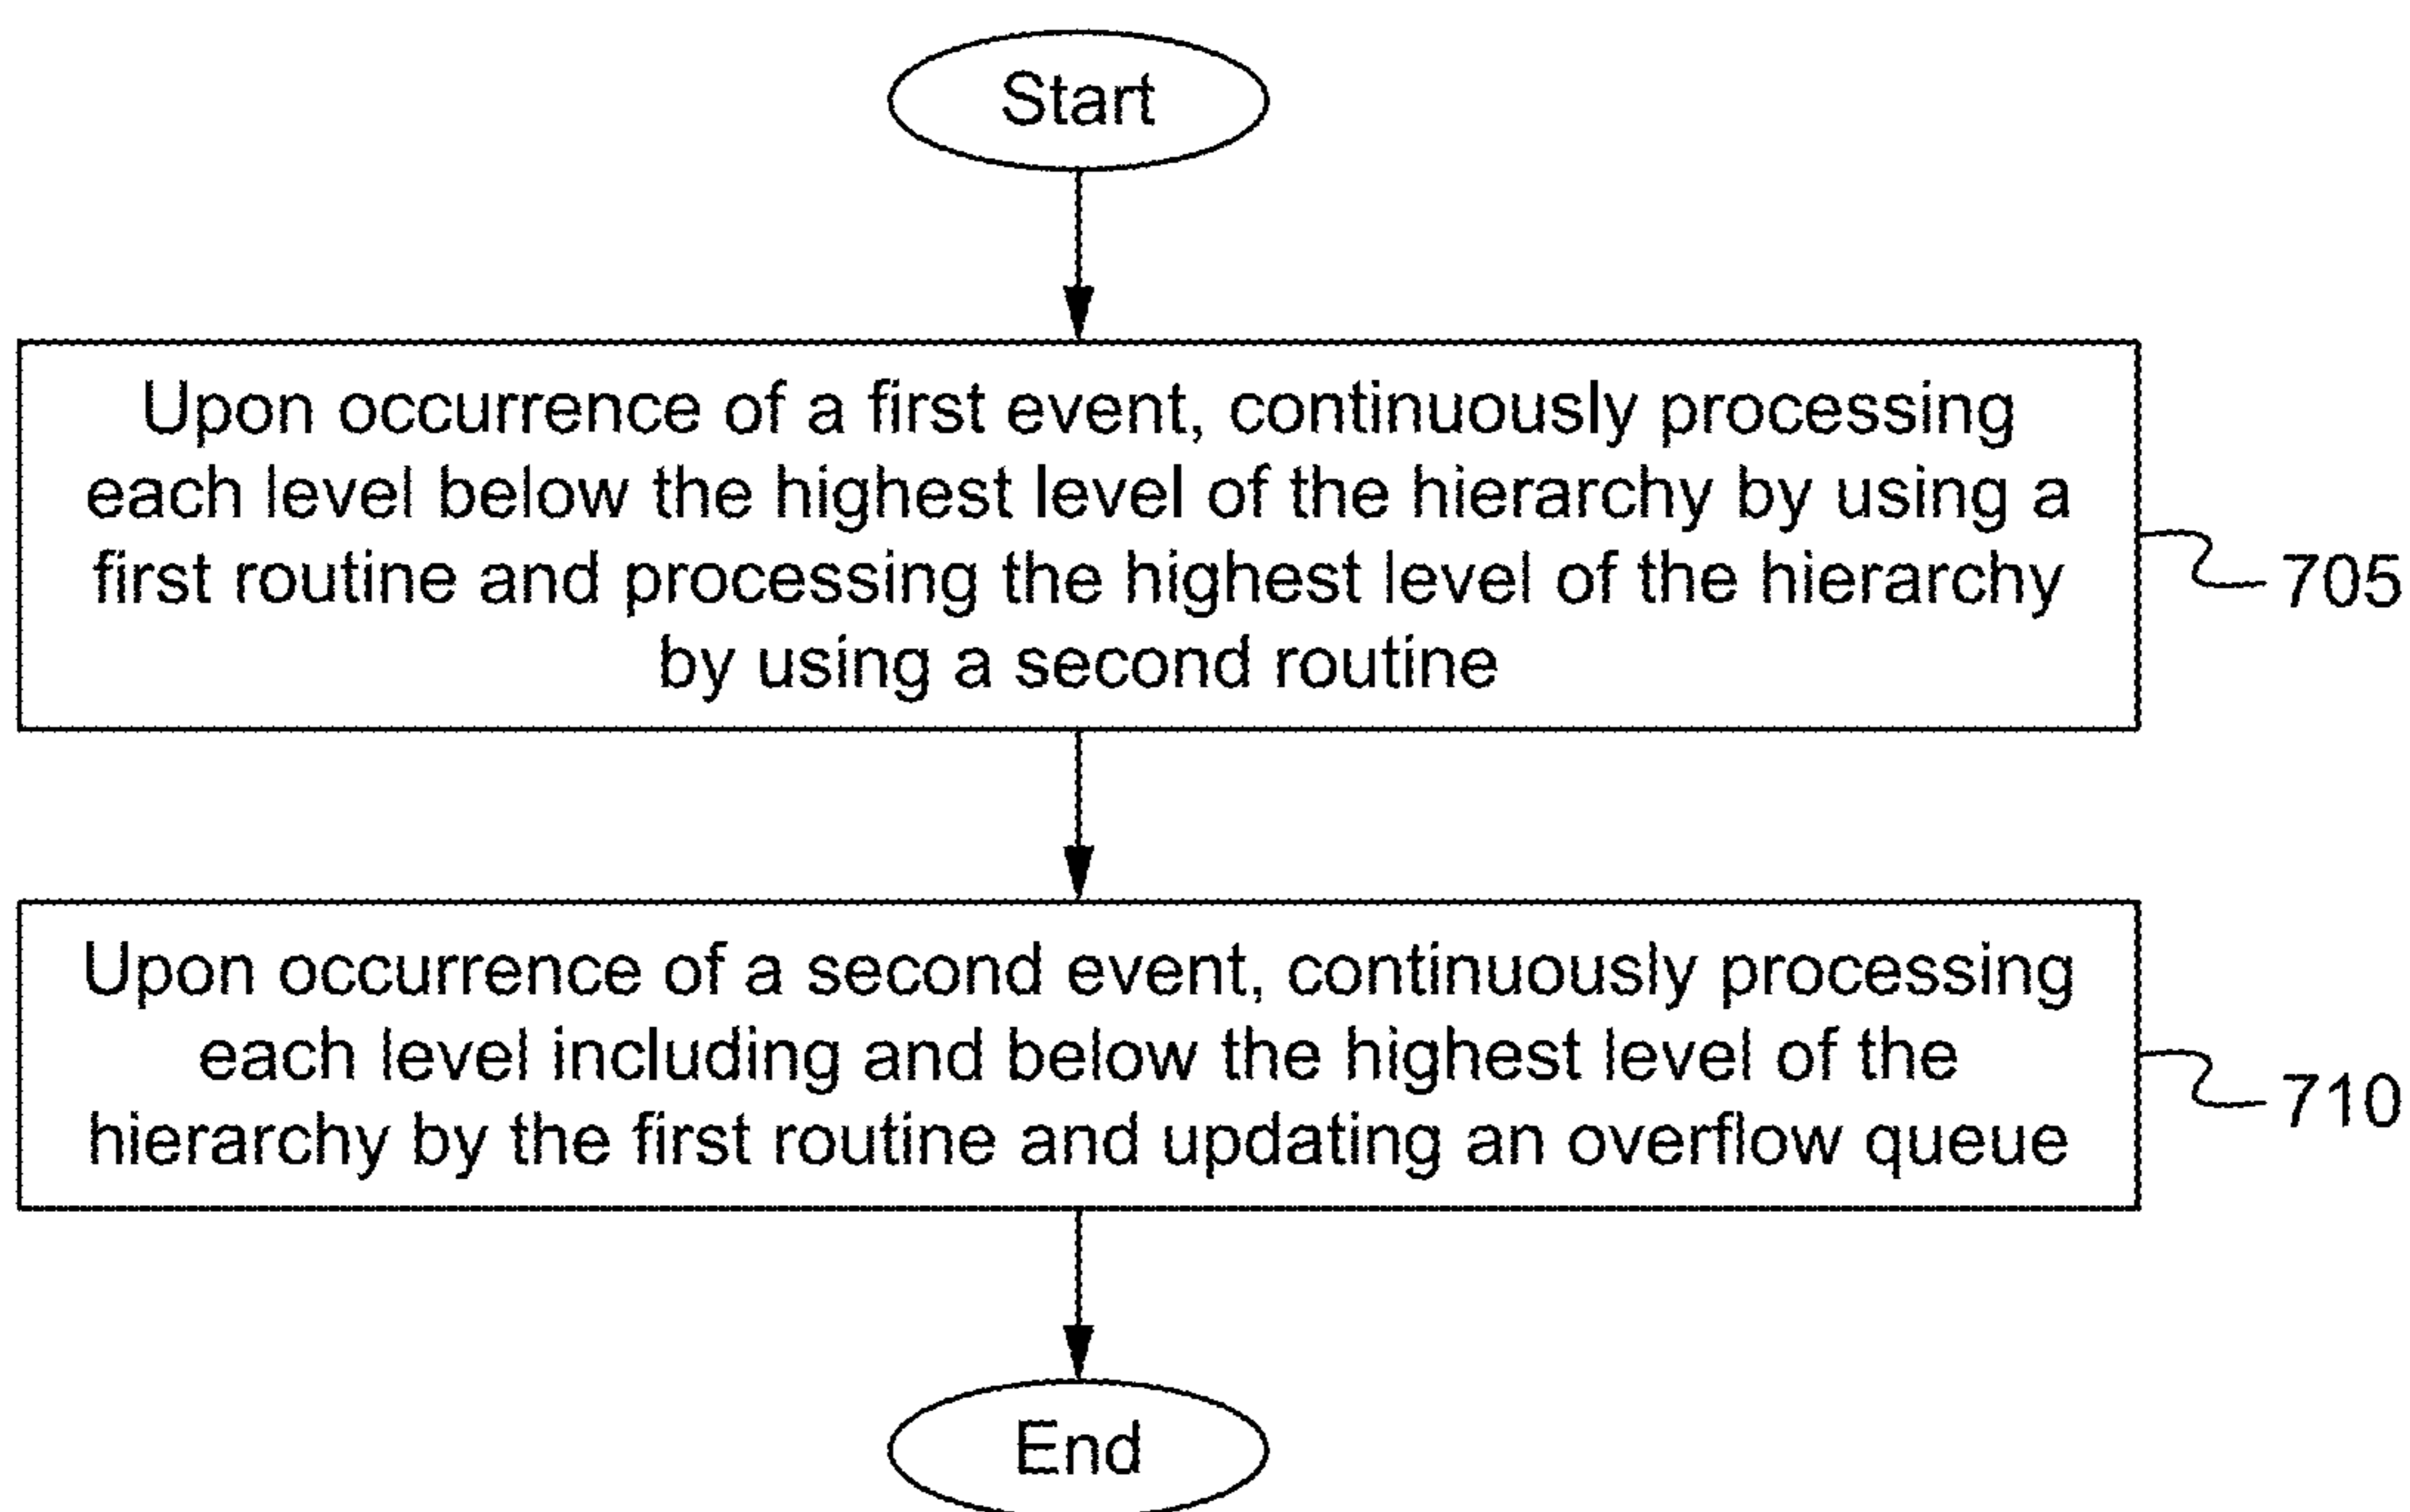 Start
Upon occurrence of a first event, continuously processing
each level below the highest level of the hierarchy by using a
first routine and processing the highest level of the hierarchy
by using a second routine
705
Upon occurrence of a second event, continuously processing
each level including and below the highest level of the
hierarchy by the first routine and updating an overflow queue
710
End